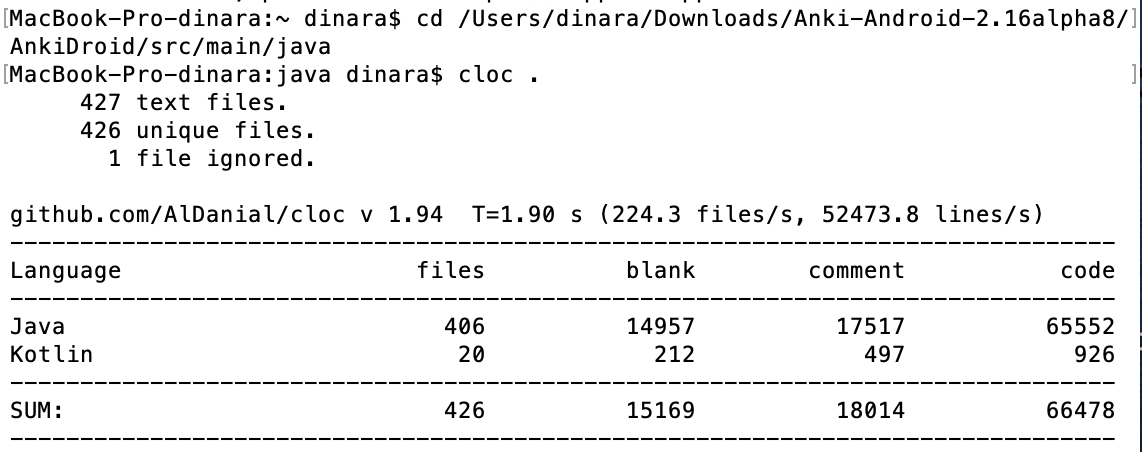 [MacBook-Pro-dinara:~ dinara$ cd /Users/dinara/Downloads/Anki-Android-2.16alpha8/]
AnkiDroid/src/main/java
[MacBook-Pro-dinara:java dinara$ cloc . ]
427 text files.
426 unique files.
1 file ignored.
github.com/AlDanial/cloc v 1.94 T=1.90 s (224.3 files/s, 52473.8 lines/s)
-------------------------------------------------------------------------------
Language files blank comment code
-------------------------------------------------------------------------------
Java 406 14957 17517 65552
Kotlin 20 212 497 926
-------------------------------------------------------------------------------
SUM: 426 15169 18014 66478
-------------------------------------------------------------------------------